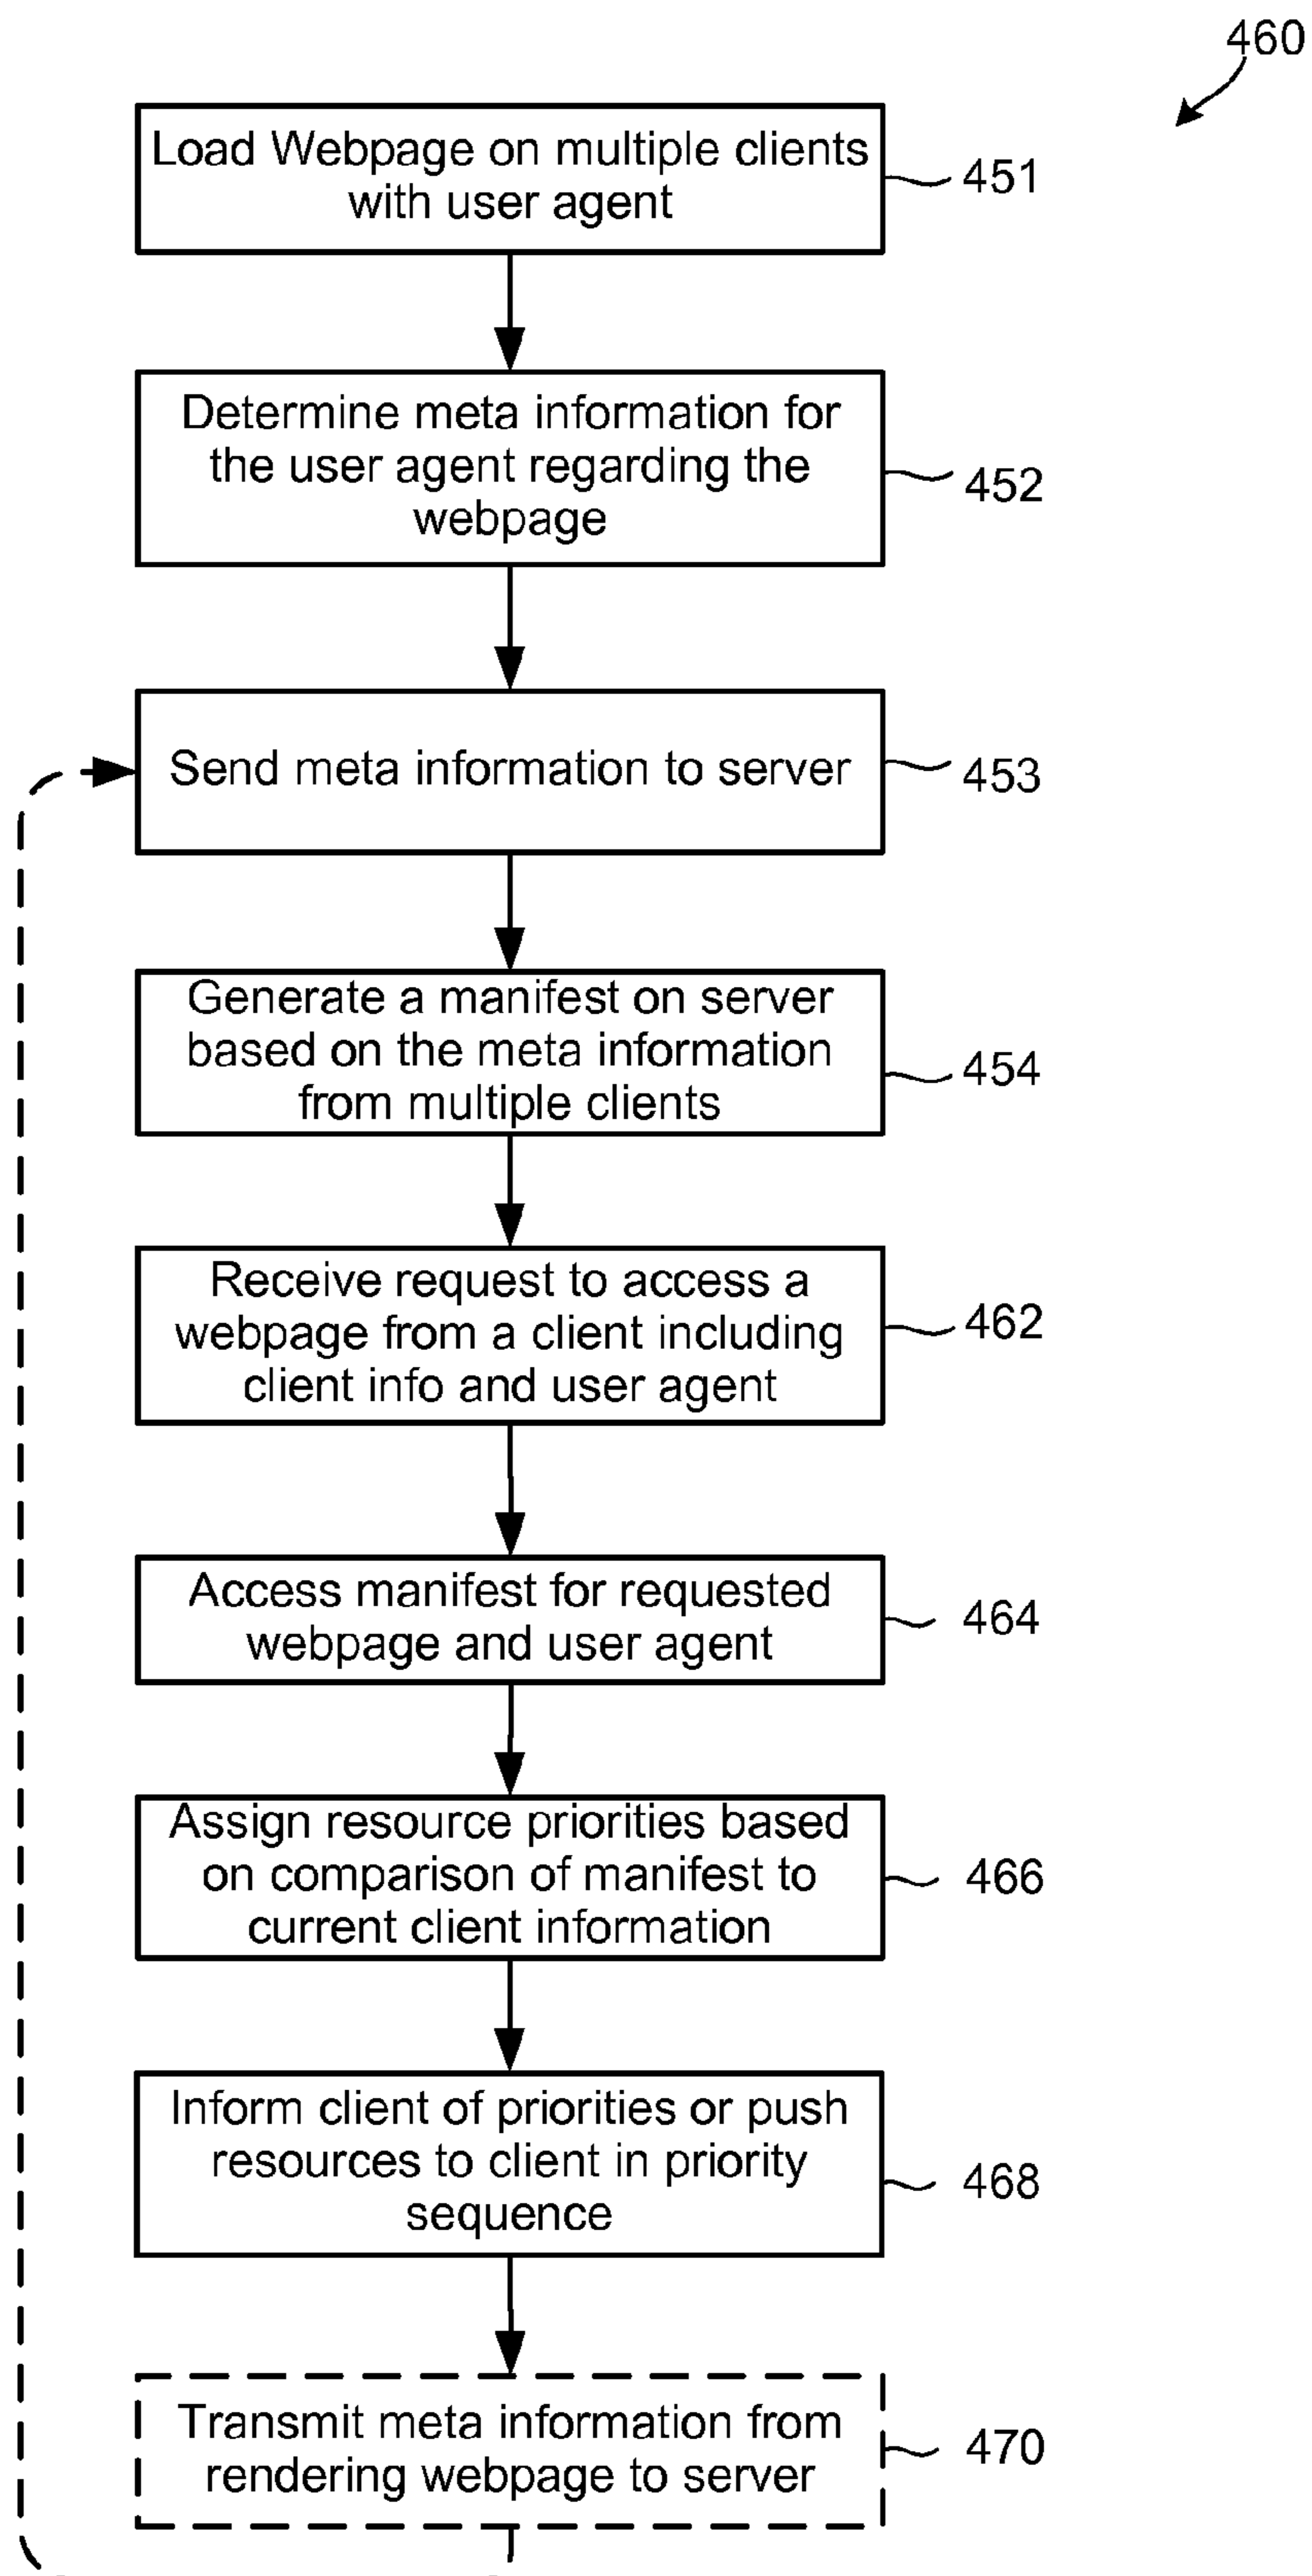 460
Load Webpage on multiple clients
with user agent
451
Determine meta information for
the user agent regarding the
webpage
452
Send meta information to server
453
Generate a manifest on server
based on the meta information
from multiple clients
454
Receive request to access a
webpage from a client including
client info and user agent
462
Access manifest for requested
webpage and user agent
464
Assign resource priorities based
on comparison of manifest to
current client information
466
Inform client of priorities or push
resources to client in priority
sequence
468
Transmit meta information from
rendering webpage to server
470